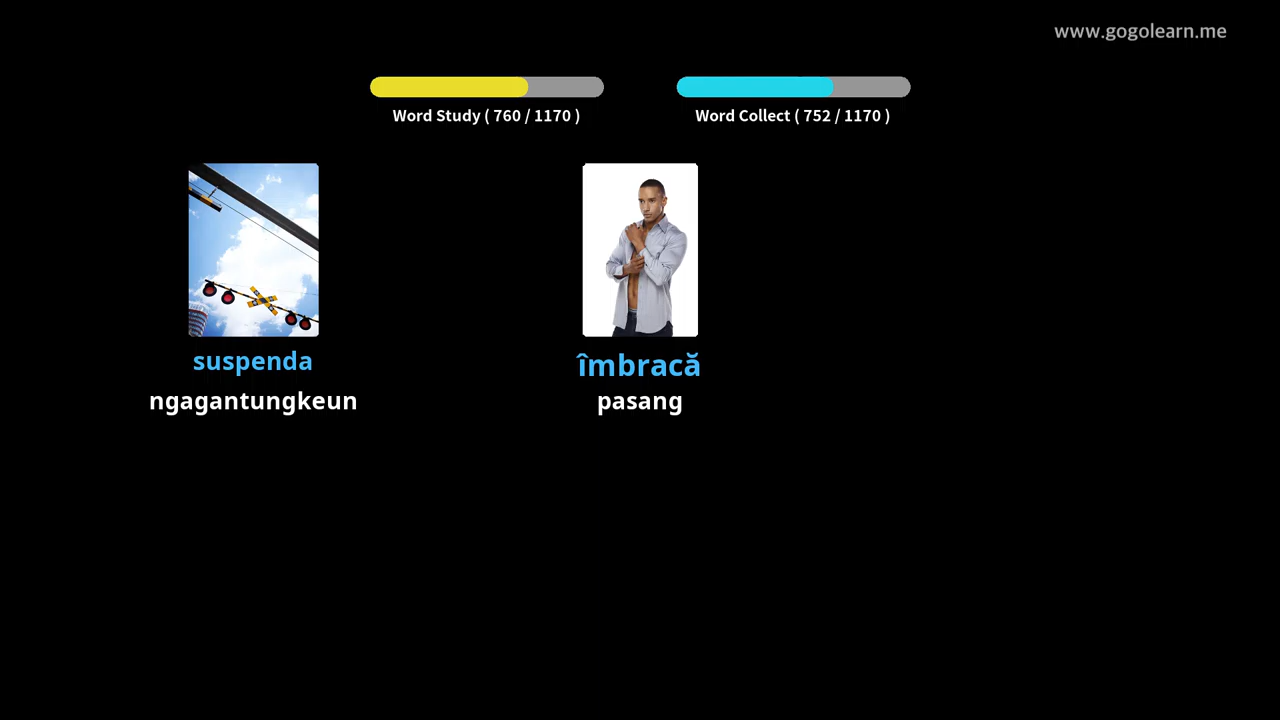 www.gogolearn.me
Word Study ( 760 / 1170 )
Word Collect ( 752 / 1170 )
suspenda
ngagantungkeun
îmbracă
pasang